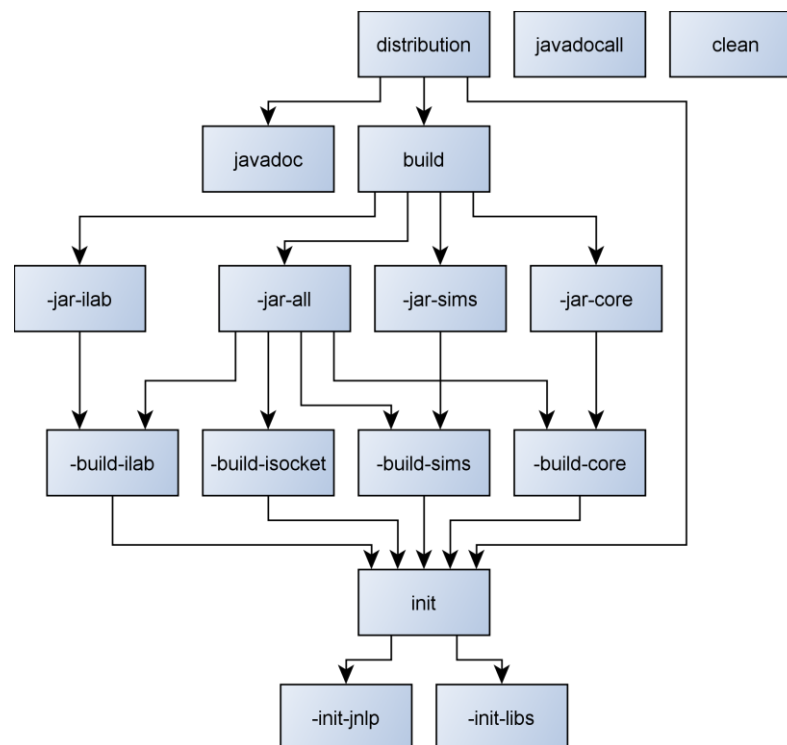 distribution
javadocall
clean
javadoc
build
-jar-ilab
-jar-all
-jar-sims
-jar-core
-build-ilab
-build-isocket
-build-sims
-build-core
init
-init-jnlp
-init-libs